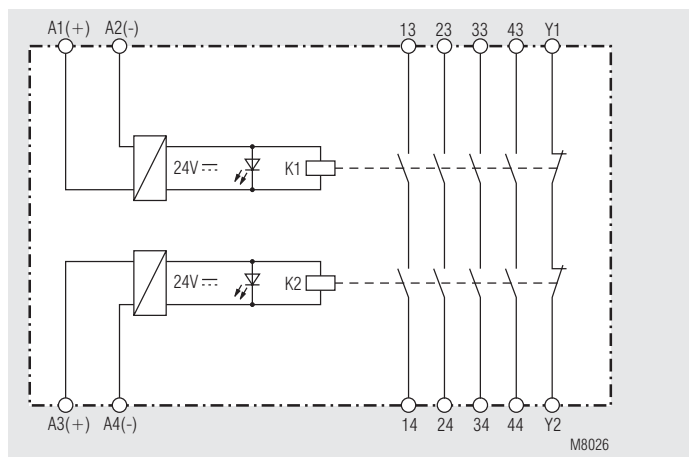 A1(+) A2(-) 13 23 33 43 Y1
24V K1
24V K2
A3(+) A4(-) 14 24 34 44 Y2
M8026